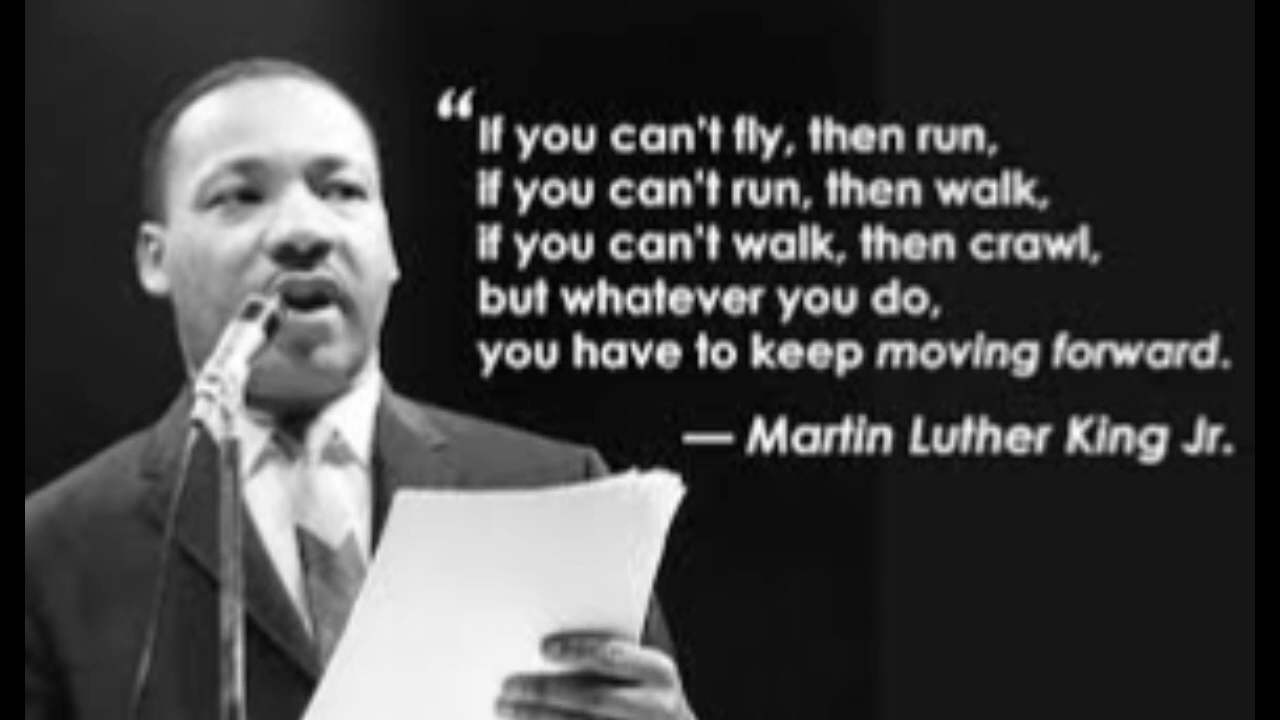 “If you can't fly, then run,
if you can't run, then walk,
if you can't walk, then crawl,
but whatever you do,
you have to keep moving forward.
— Martin Luther King Jr.